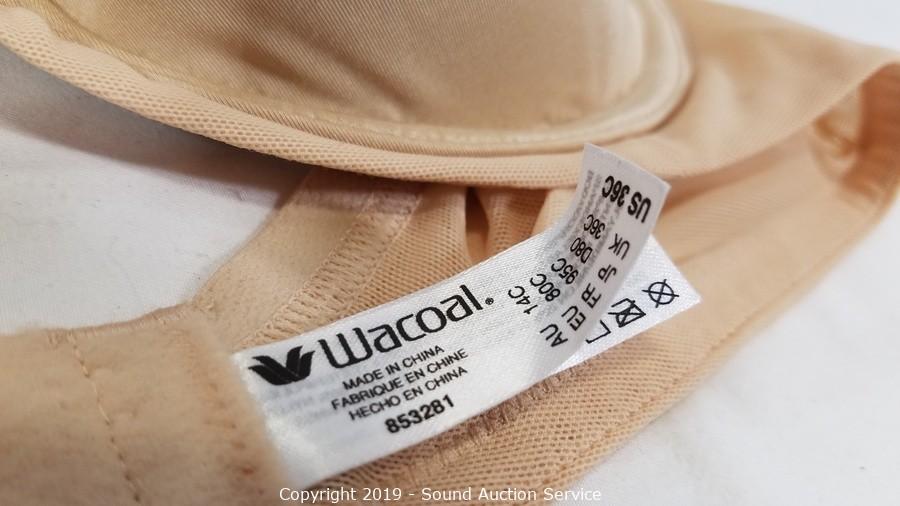 Wacoal®
MADE IN CHINA
FABRIQUE EN CHINE
HECHO EN CHINA
853281
US 36C
UK 36C
JP D80
FR 95C
EU 80C
AU 14C
Copyright 2019 - Sound Auction Service